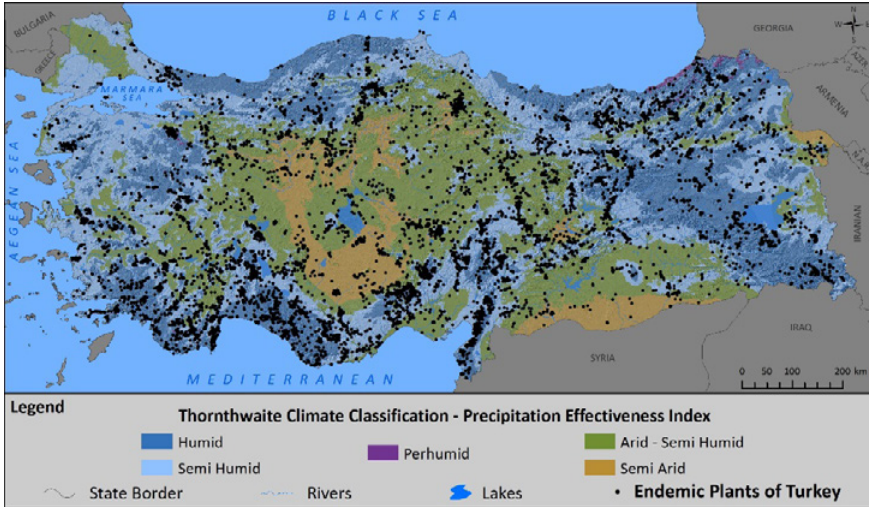 BLACK SEA
BULGARIA
GREECE
MARMARA
SEA
AEGEAN SEA
MEDITERRANEAN
GEORGIA
N
W
E
S
AZER
ARMENIA
N.A.R.
IRANIAN
IRAQ
SYRIA
0 50 100 200 km
Legend
Thornthwaite Climate Classification - Precipitation Effectiveness Index
Humid
Perhumid
Arid - Semi Humid
Semi Humid
Semi Arid
State Border
Rivers
Lakes
Endemic Plants of Turkey